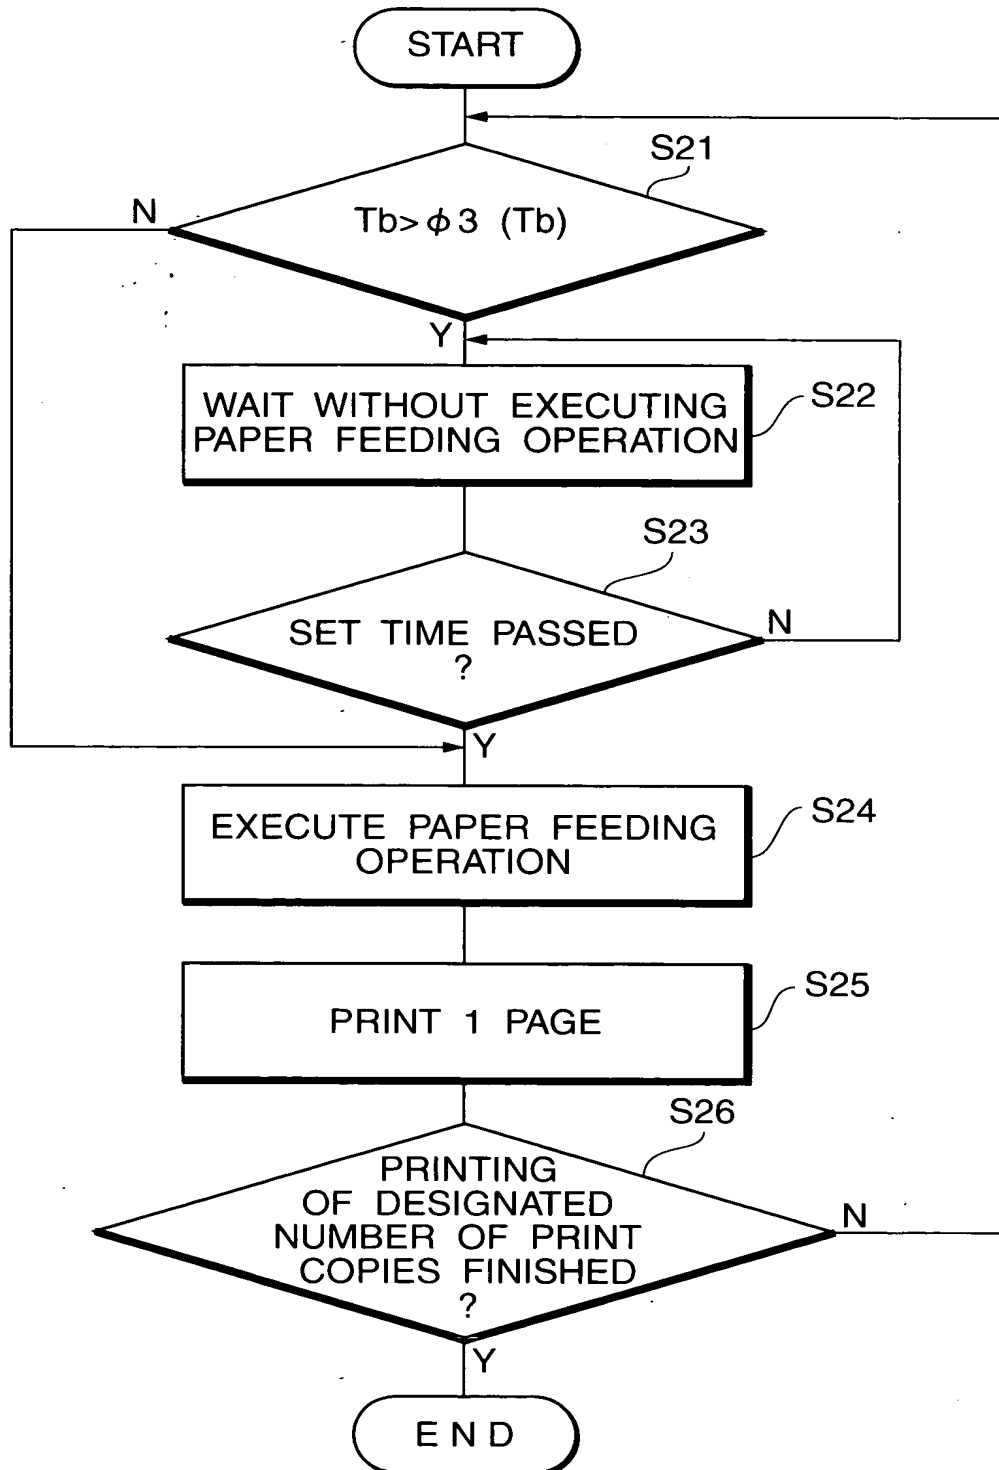 START
S21
N
Tb>φ3 (Tb)
Y
WAIT WITHOUT EXECUTING
PAPER FEEDING OPERATION
S22
S23
SET TIME PASSED
?
N
Y
EXECUTE PAPER FEEDING
OPERATION
S24
PRINT 1 PAGE
S25
S26
PRINTING
OF DESIGNATED
NUMBER OF PRINT
COPIES FINISHED
?
N
Y
END